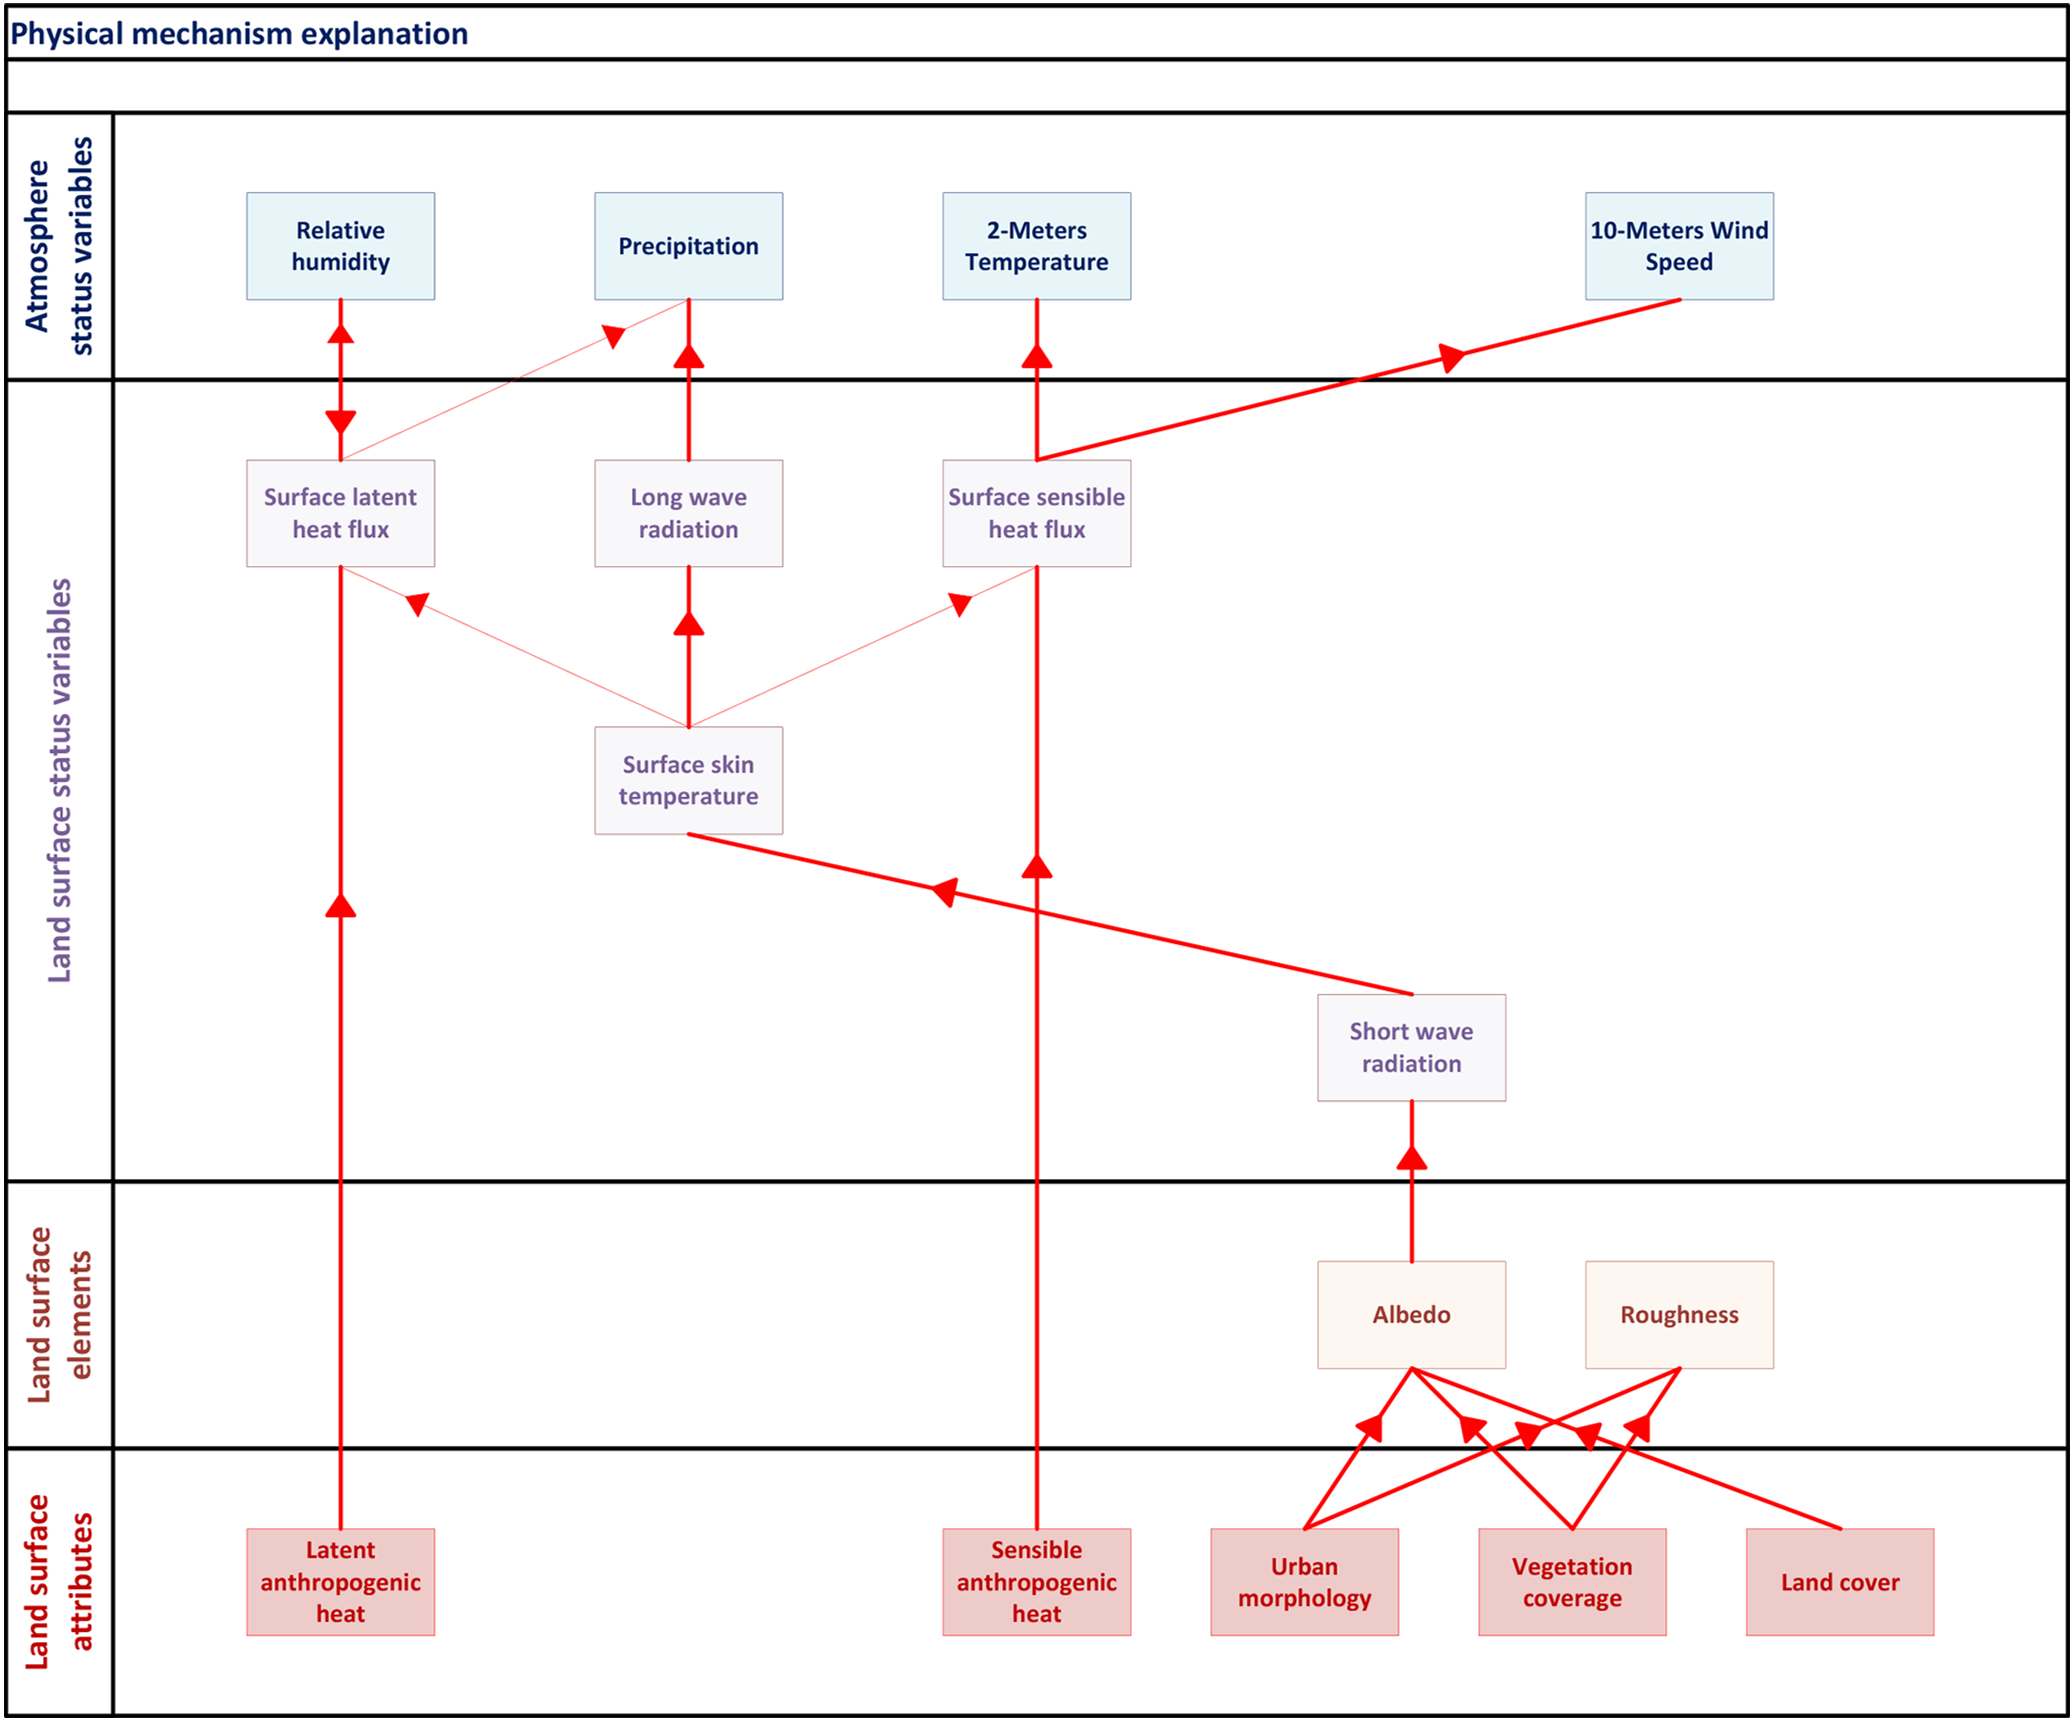 Physical mechanism explanation
Atmosphere
status variables
Relative
humidity
Precipitation
2-Meters
Temperature
10-Meters Wind
Speed
Land surface status variables
Surface latent
heat flux
Long wave
radiation
Surface sensible
heat flux
Surface skin
temperature
Short wave
radiation
Land surface
elements
Albedo
Roughness
Land surface
attributes
Latent
anthropogenic
heat
Sensible
anthropogenic
heat
Urban
morphology
Vegetation
coverage
Land cover